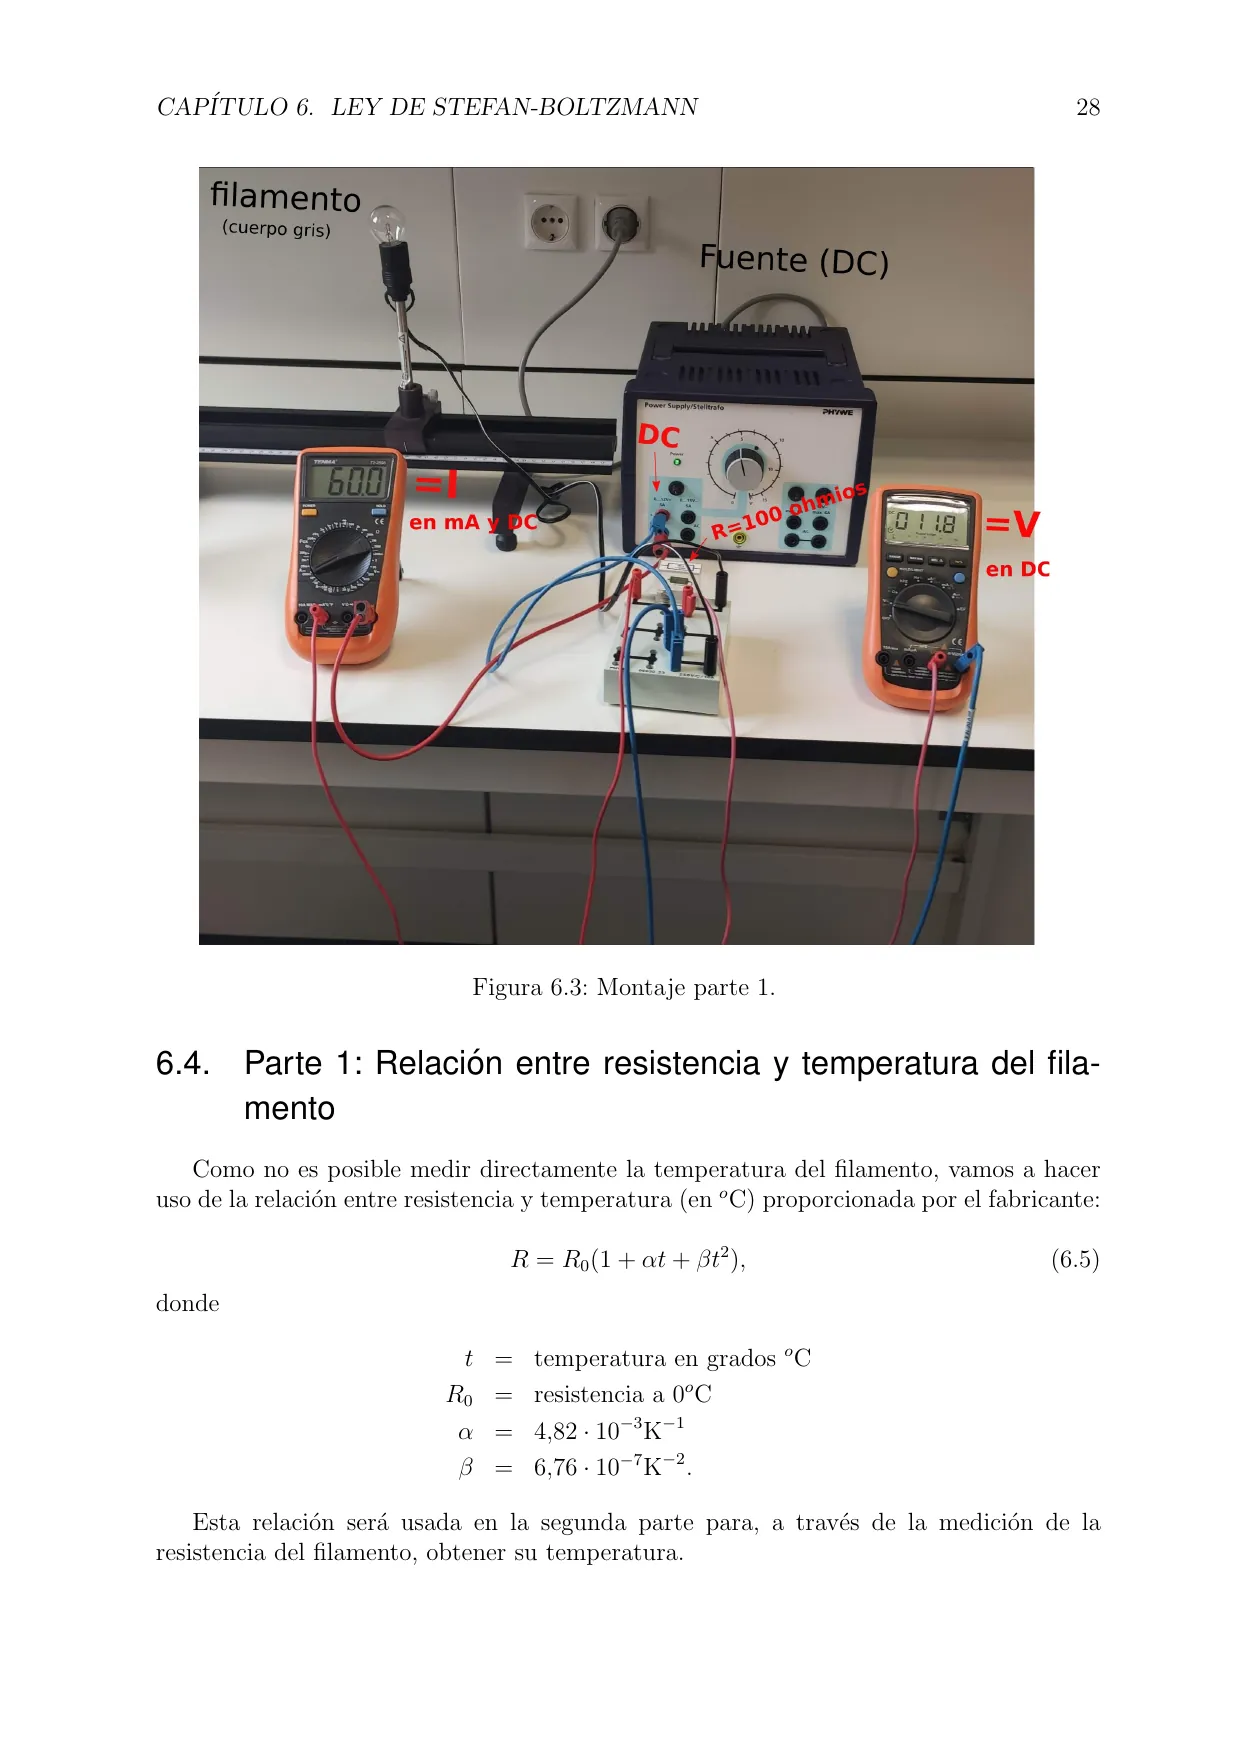 CAPÍTULO 6. LEY DE STEFAN-BOLTZMANN 28
filamento
(cuerpo gris)
Fuente (DC)
Power Supply/Stelltrafo
PHYWE
DC
TENMA
60.0
=I
en mA y DC
R=100 ohmios
011.8
=V
en DC
Figura 6.3: Montaje parte 1.
6.4. Parte 1: Relación entre resistencia y temperatura del fila-
mento
Como no es posible medir directamente la temperatura del filamento, vamos a hacer
uso de la relación entre resistencia y temperatura (en ºC) proporcionada por el fabricante:
R = R₀(1 + αt + βt²), (6.5)
donde
t = temperatura en grados ºC
R₀ = resistencia a 0ºC
α = 4,82 · 10⁻³K⁻¹
β = 6,76 · 10⁻⁷K⁻².
Esta relación será usada en la segunda parte para, a través de la medición de la
resistencia del filamento, obtener su temperatura.